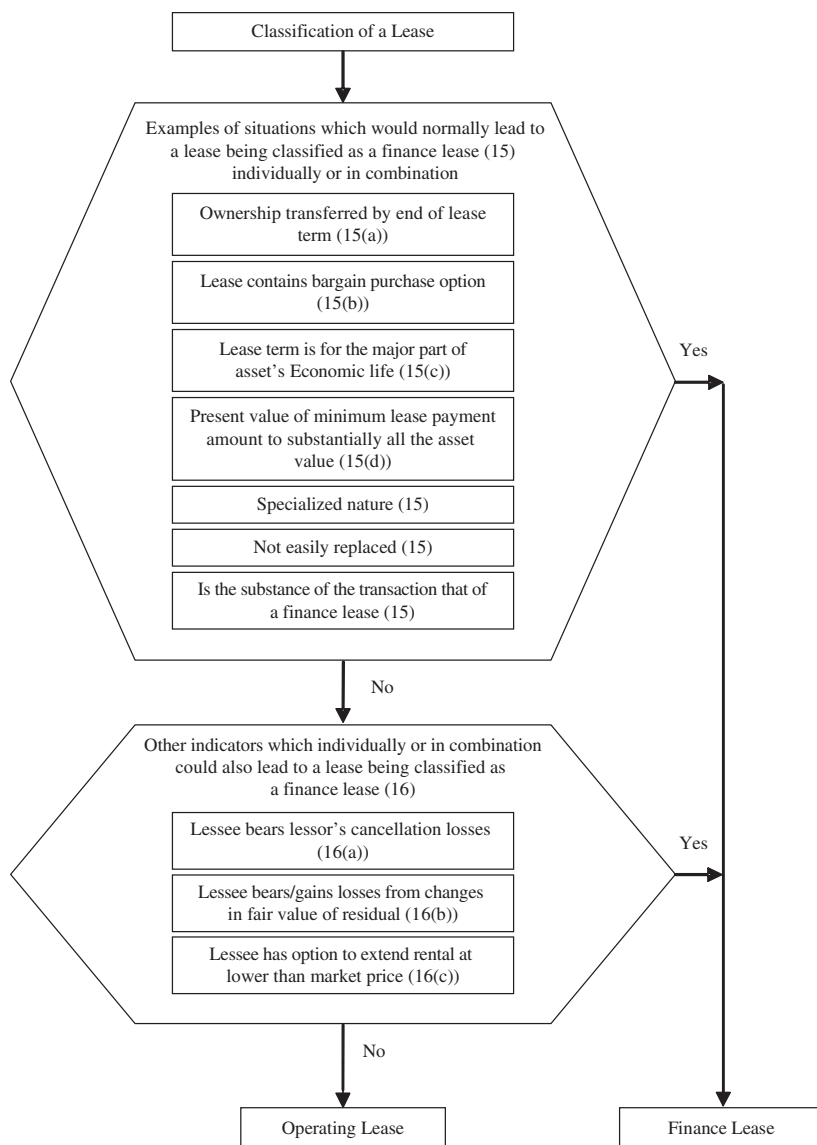 Classification of a Lease
Examples of situations which would normally lead to
a lease being classified as a finance lease (15)
individually or in combination
Ownership transferred by end of lease
term (15(a))
Lease contains bargain purchase option
(15(b))
Lease term is for the major part of
asset's Economic life (15(c))
Yes
Present value of minimum lease payment
amount to substantially all the asset
value (15(d))
Specialized nature (15)
Not easily replaced (15)
Is the substance of the transaction that of
a finance lease (15)
No
Other indicators which individually or in combination
could also lead to a lease being classified as
a finance lease (16)
Lessee bears lessor's cancellation losses
(16(a))
Yes
Lessee bears/gains losses from changes
in fair value of residual (16(b))
Lessee has option to extend rental at
lower than market price (16(c))
No
Operating Lease
Finance Lease